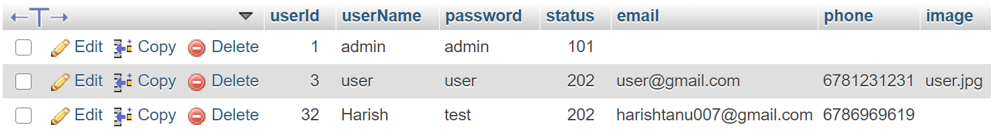 userId userName password status email phone image
Edit Copy Delete 1 admin admin 101
Edit Copy Delete 3 user user 202 user@gmail.com 6781231231 user.jpg
Edit Copy Delete 32 Harish test 202 harishtanu007@gmail.com 6786969619